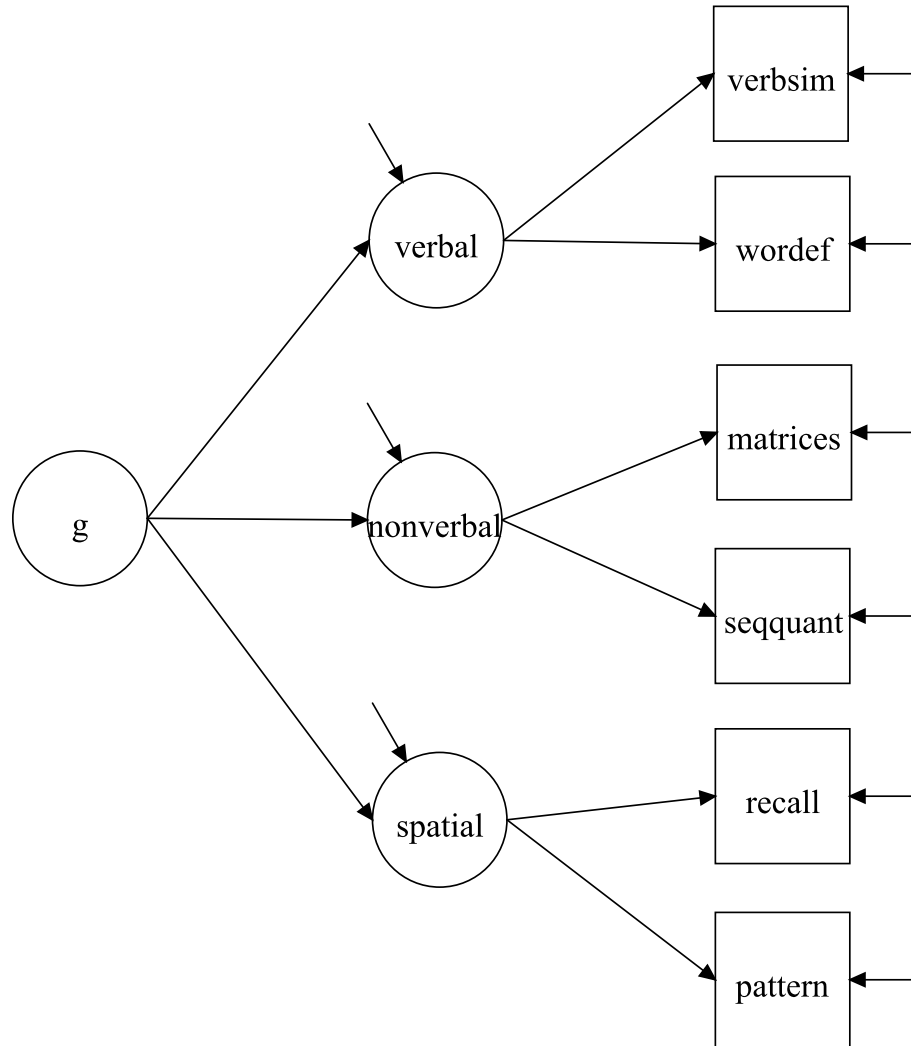 verbsim
verbal
wordef
matrices
g
nonverbal
seqquant
recall
spatial
pattern